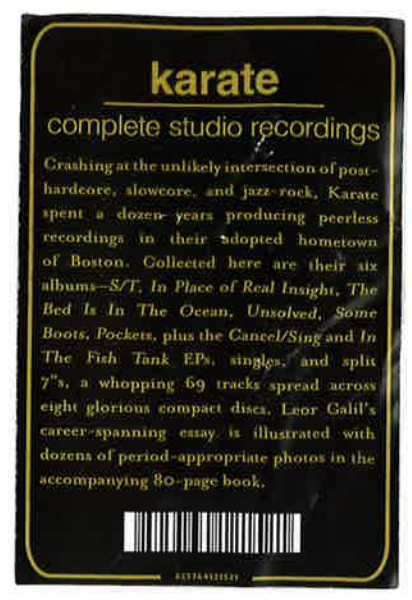 karate
complete studio recordings
Crashing at the unlikely intersection of post-
hardcore, slowcore, and jazz-rock, Karate
spent a dozen years producing peerless
recordings in their adopted hometown
of Boston. Collected here are their six
albums—S/T, In Place of Real Insight, The
Bed Is In The Ocean, Unsolved, Some
Boots, Pockets, plus the Cancel/Sing and In
The Fish Tank EPs, singles, and split
7"s, a whopping 69 tracks spread across
eight glorious compact discs. Leor Galil's
career-spanning essay is illustrated with
dozens of period-appropriate photos in the
accompanying 80-page book.